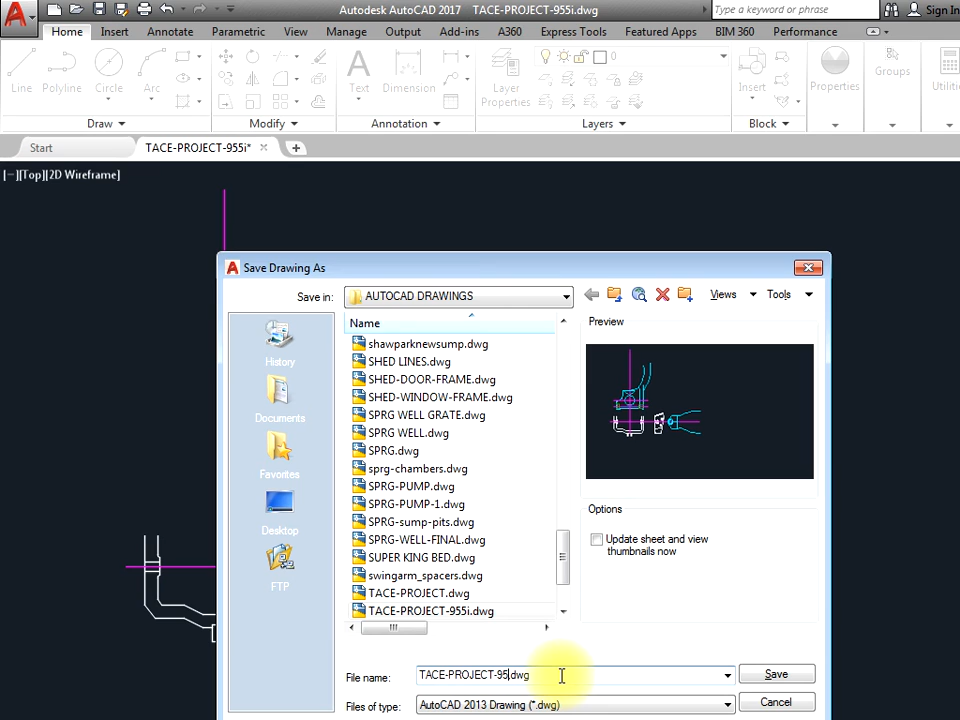 Autodesk AutoCAD 2017 TACE-PROJECT-955i.dwg
Type a keyword or phrase
Sign In
Home Insert Annotate Parametric View Manage Output Add-ins A360 Express Tools Featured Apps BIM 360 Performance
Line Polyline Circle Arc
Text Dimension
Layer Properties
0
Insert
Properties
Groups
Utiliti
Draw Modify Annotation Layers Block
Start TACE-PROJECT-955i*
[−][Top][2D Wireframe]
Save Drawing As
Save in: AUTOCAD DRAWINGS
Views Tools
Name
Preview
shawparknewsump.dwg
SHED LINES.dwg
SHED-DOOR-FRAME.dwg
SHED-WINDOW-FRAME.dwg
SPRG WELL GRATE.dwg
SPRG WELL.dwg
SPRG.dwg
sprg-chambers.dwg
SPRG-PUMP.dwg
SPRG-PUMP-1.dwg
SPRG-sump-pits.dwg
SPRG-WELL-FINAL.dwg
SUPER KING BED.dwg
swingarm_spacers.dwg
TACE-PROJECT.dwg
TACE-PROJECT-955i.dwg
History
Documents
Favorites
Desktop
FTP
Options
Update sheet and view
thumbnails now
File name: TACE-PROJECT-95.dwg
Save
Files of type: AutoCAD 2013 Drawing (*.dwg)
Cancel